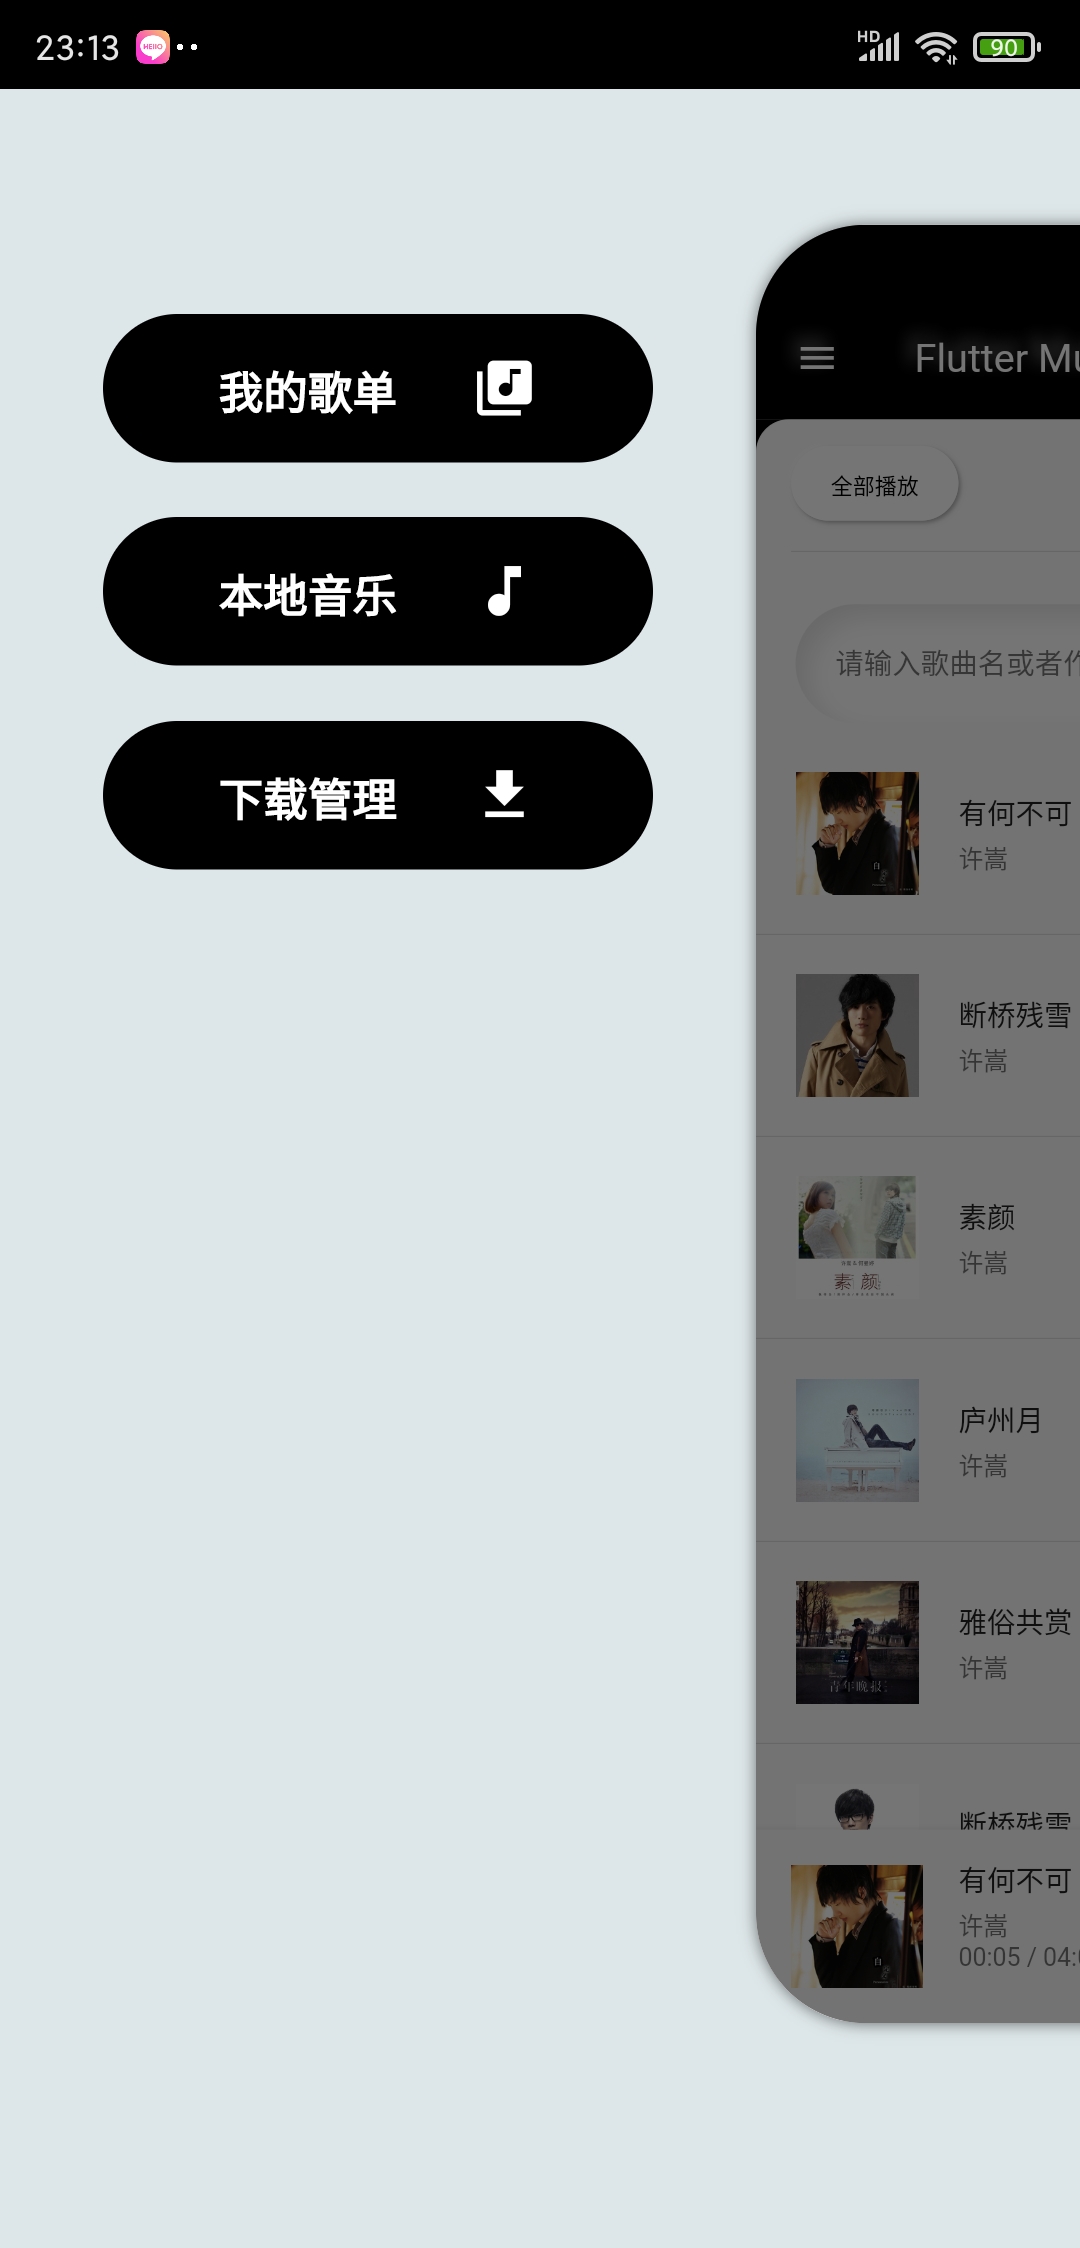 23:13
HD
90
我的歌单
本地音乐
下载管理
Flutter Mu
全部播放
请输入歌曲名或者作
有何不可
许嵩
断桥残雪
许嵩
素颜
素颜
许嵩
庐州月
许嵩
雅俗共赏
青年晚报
许嵩
断桥残雪
有何不可
许嵩
00:05 / 04:0